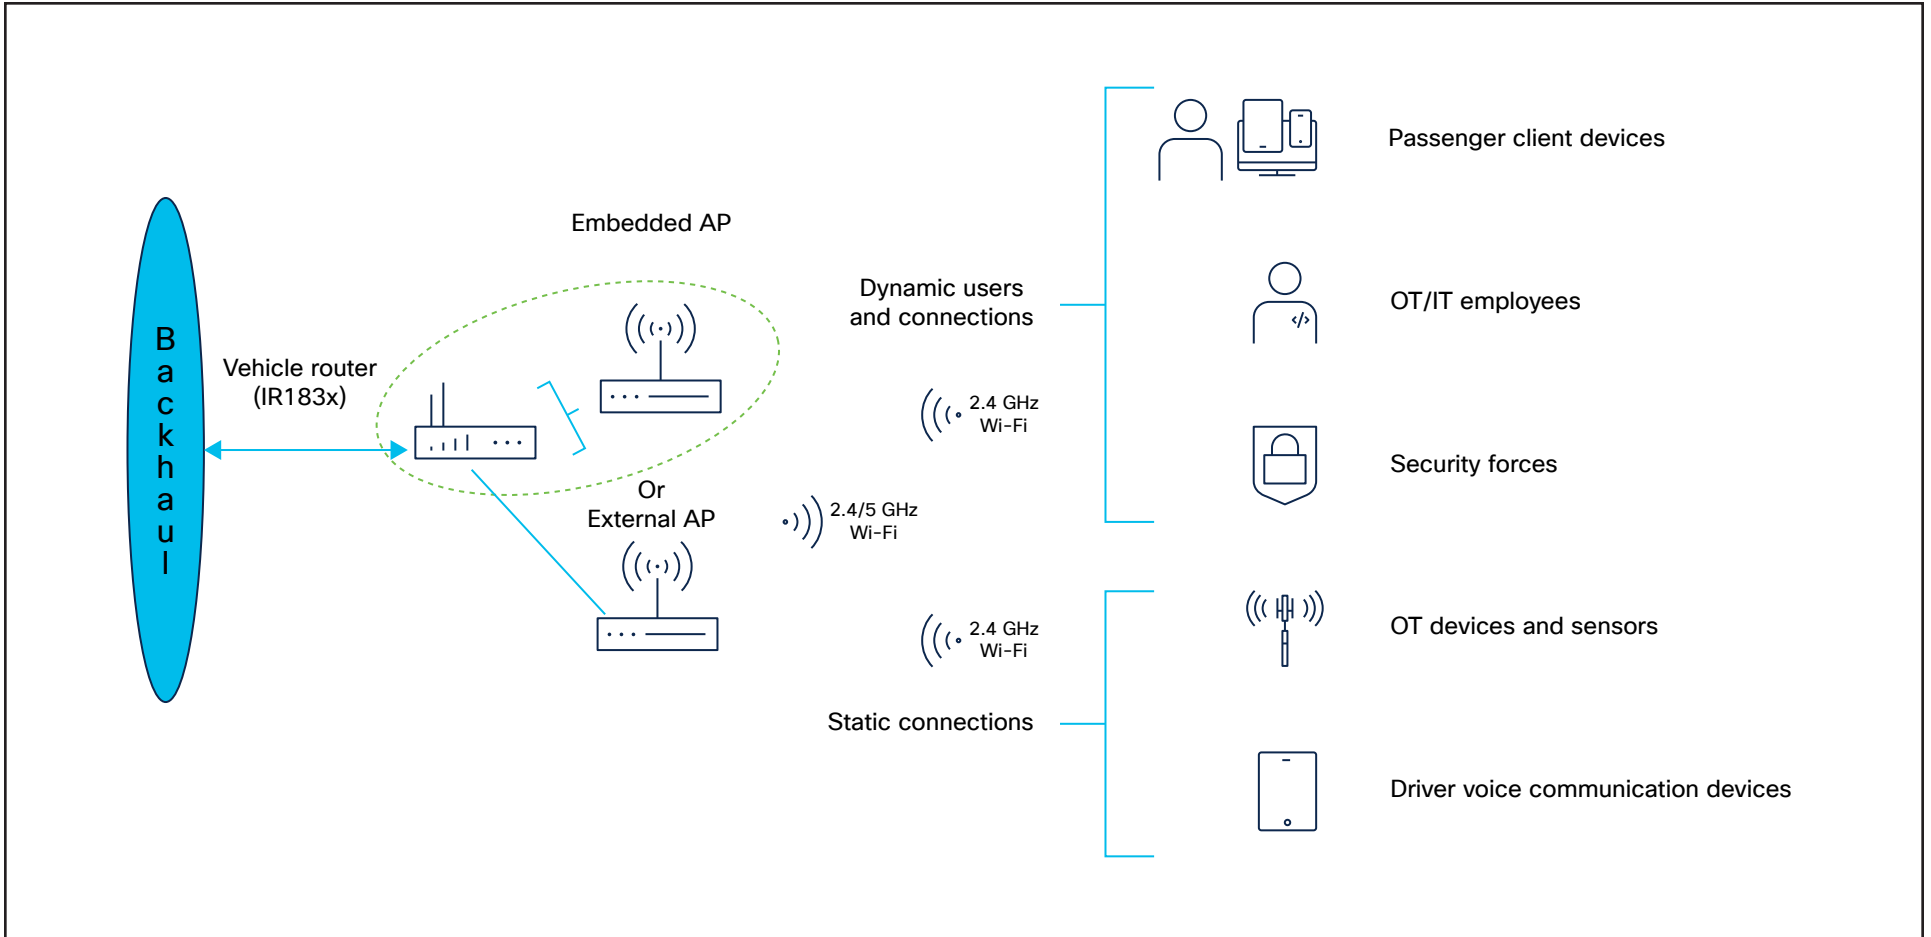 Backhaul
Vehicle router
(IR183x)
Embedded AP
Or
External AP
2.4/5 GHz
Wi-Fi
Dynamic users
and connections
2.4 GHz
Wi-Fi
2.4 GHz
Wi-Fi
Static connections
Passenger client devices
</>
OT/IT employees
Security forces
OT devices and sensors
Driver voice communication devices